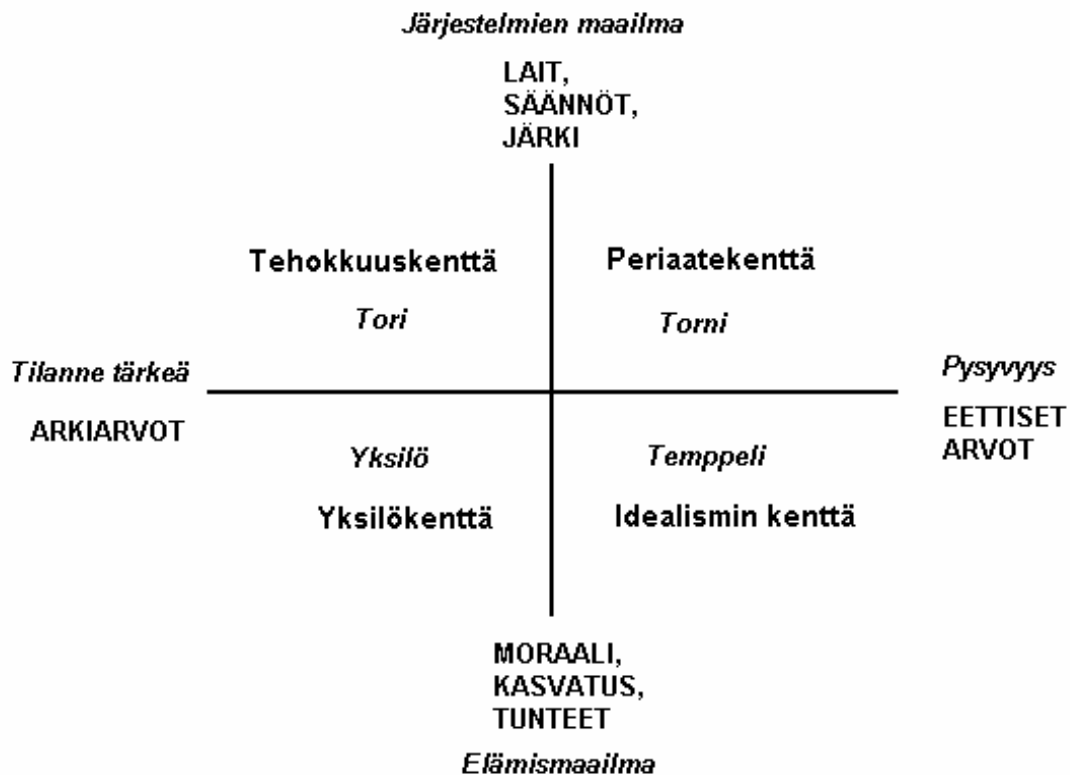 Järjestelmien maailma
LAIT,
SÄÄNNÖT,
JÄRKI
Tehokkuuskenttä
Periaatekenttä
Tori
Torni
Tilanne tärkeä
Pysyvyys
ARKIARVOT
EETTISET
ARVOT
Yksilö
Temppeli
Yksilökenttä
Idealismin kenttä
MORAALI,
KASVATUS,
TUNTEET
Elämismaailma